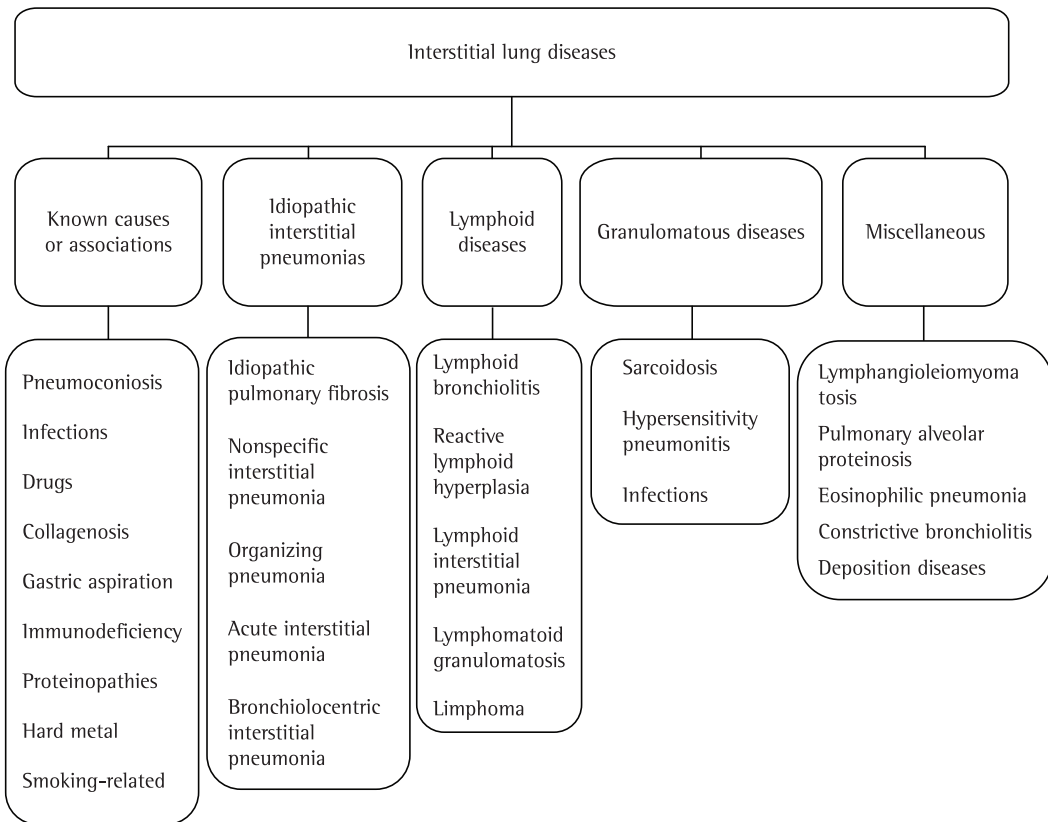 Interstitial lung diseases
Known causes
or associations
Idiopathic
interstitial
pneumonias
Lymphoid
diseases
Granulomatous diseases
Miscellaneous
Pneumoconiosis
Infections
Drugs
Collagenosis
Gastric aspiration
Immunodeficiency
Proteinopathies
Hard metal
Smoking-related
Idiopathic
pulmonary fibrosis
Nonspecific
interstitial
pneumonia
Organizing
pneumonia
Acute interstitial
pneumonia
Bronchiolocentric
interstitial
pneumonia
Lymphoid
bronchiolitis
Reactive
lymphoid
hyperplasia
Lymphoid
interstitial
pneumonia
Lymphomatoid
granulomatosis
Limphoma
Sarcoidosis
Hypersensitivity
pneumonitis
Infections
Lymphangioleiomyoma
tosis
Pulmonary alveolar
proteinosis
Eosinophilic pneumonia
Constrictive bronchiolitis
Deposition diseases